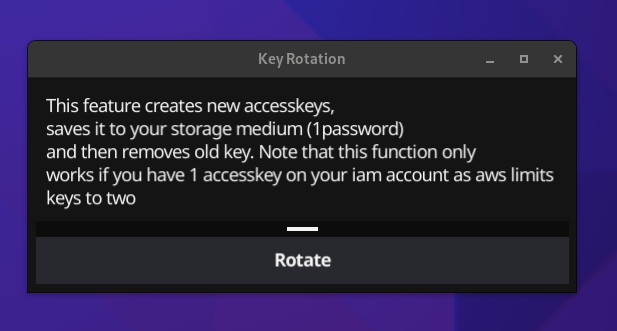 Key Rotation
This feature creates new accesskeys,
saves it to your storage medium (1password)
and then removes old key. Note that this function only
works if you have 1 accesskey on your iam account as aws limits
keys to two
Rotate